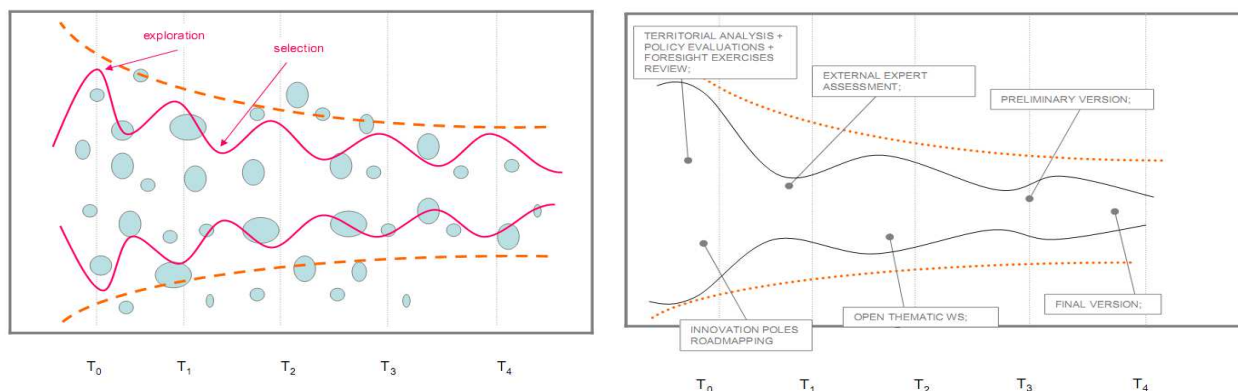 exploration
selection
T0
T1
T2
T3
T4
TERRITORIAL ANALYSIS +
POLICY EVALUATIONS +
FORESIGHT EXERCISES
REVIEW;
EXTERNAL EXPERT
ASSESSMENT;
PRELIMINARY VERSION;
INNOVATION POLES
ROADMAPPING
OPEN THEMATIC WS;
FINAL VERSION;
T0
T1
T2
T3
T4